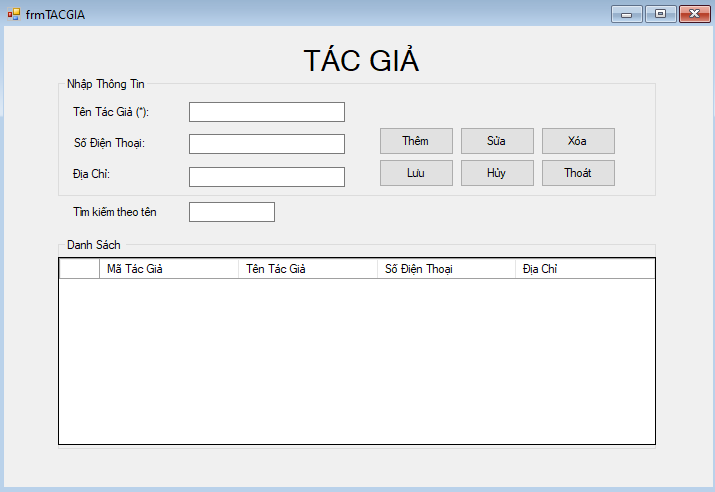 frmTACGIA
TÁC GIẢ
Nhập Thông Tin
Tên Tác Giả (*):
Số Điện Thoại:
Địa Chỉ:
Thêm Sửa Xóa
Lưu Hủy Thoát
Tìm kiếm theo tên
Danh Sách
Mã Tác Giả Tên Tác Giả Số Điện Thoại Địa Chỉ